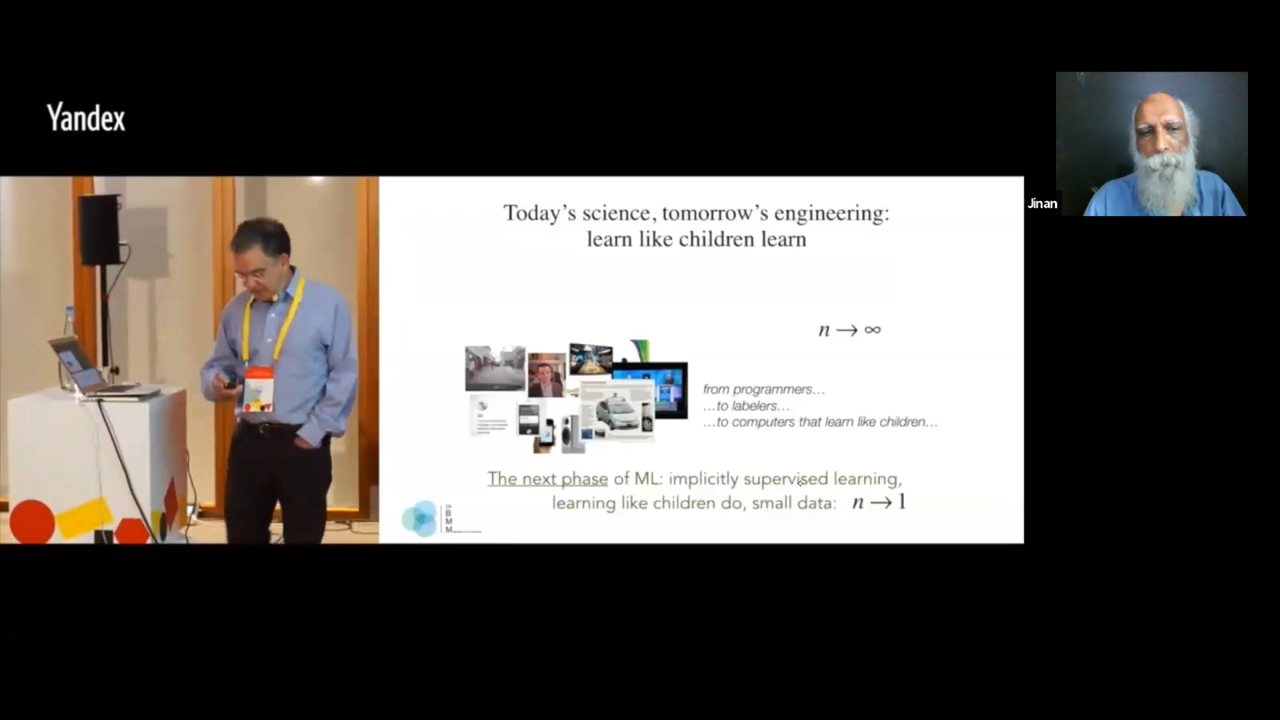 Yandex
Jinan
Today's science, tomorrow's engineering:
learn like children learn
n → ∞
from programmers…
…to labelers…
…to computers that learn like children…
The next phase of ML: implicitly supervised learning,
learning like children do, small data: n → 1
B
M
M